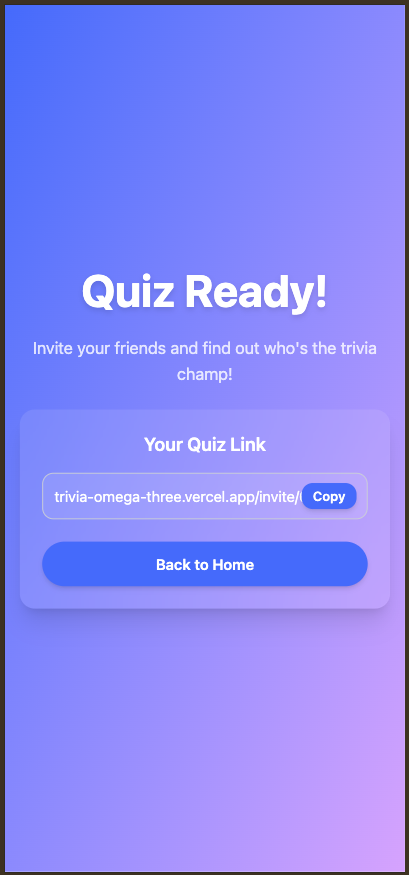 Quiz Ready!
Invite your friends and find out who's the trivia
champ!
Your Quiz Link
trivia-omega-three.vercel.app/invite/
Copy
Back to Home